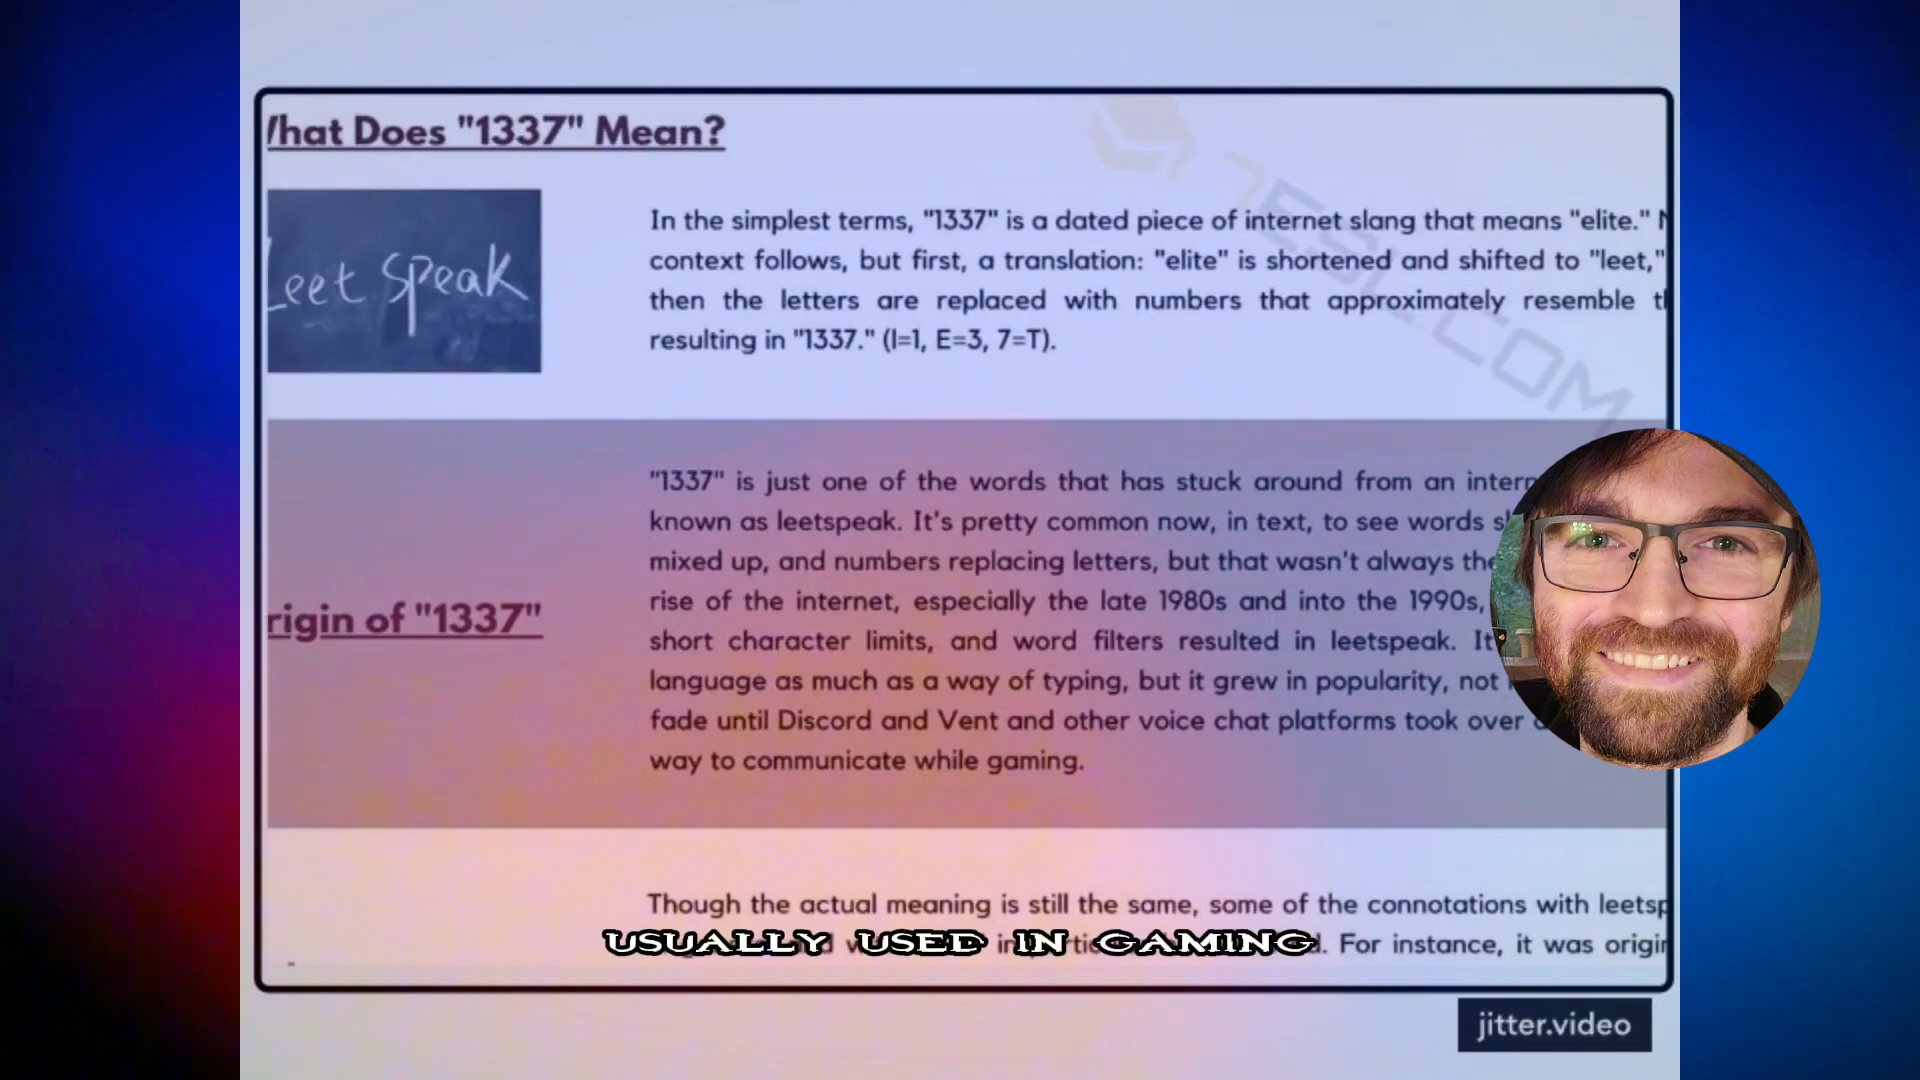 What Does "1337" Mean?
Leet Speak
In the simplest terms, "1337" is a dated piece of internet slang that means "elite."
context follows, but first, a translation: "elite" is shortened and shifted to "leet,"
then the letters are replaced with numbers that approximately resemble
resulting in "1337." (l=1, E=3, 7=T).
7ESL.COM
rigin of "1337"
"1337" is just one of the words that has stuck around from an intern
known as leetspeak. It's pretty common now, in text, to see words
mixed up, and numbers replacing letters, but that wasn't always the
rise of the internet, especially the late 1980s and into the 1990s,
short character limits, and word filters resulted in leetspeak. It
language as much as a way of typing, but it grew in popularity, not
fade until Discord and Vent and other voice chat platforms took over
way to communicate while gaming.
Though the actual meaning is still the same, some of the connotations with leetsp
For instance, it was origin
USUALLY USED IN GAMING
jitter.video